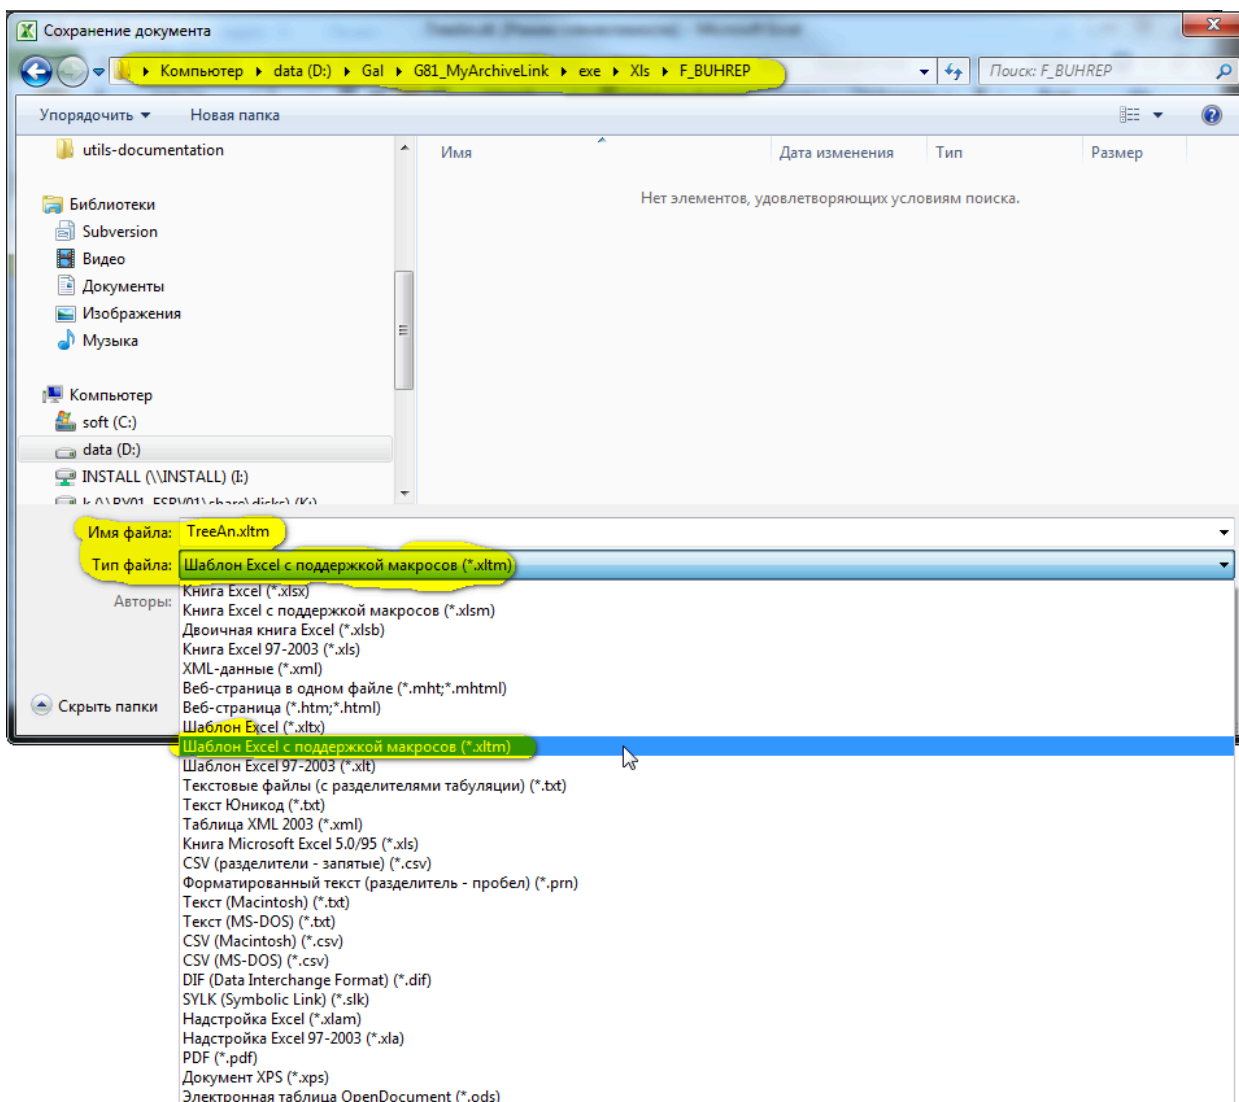 Сохранение документа
Компьютер ▸ data (D:) ▸ Gal ▸ G81_MyArchiveLink ▸ exe ▸ Xls ▸ F_BUHREP
Поиск: F_BUHREP
Упорядочить
Новая папка
utils-documentation
Имя
Дата изменения
Тип
Размер
Нет элементов, удовлетворяющих условиям поиска.
Библиотеки
Subversion
Видео
Документы
Изображения
Музыка
Компьютер
soft (C:)
data (D:)
INSTALL (\\INSTALL) (I:)
Имя файла: TreeAn.xltm
Тип файла: Шаблон Excel с поддержкой макросов (*.xltm)
Авторы:
Скрыть папки
Книга Excel (*.xlsx)
Книга Excel с поддержкой макросов (*.xlsm)
Двоичная книга Excel (*.xlsb)
Книга Excel 97-2003 (*.xls)
XML-данные (*.xml)
Веб-страница в одном файле (*.mht;*.mhtml)
Веб-страница (*.htm;*.html)
Шаблон Excel (*.xltx)
Шаблон Excel с поддержкой макросов (*.xltm)
Шаблон Excel 97-2003 (*.xlt)
Текстовые файлы (с разделителями табуляции) (*.txt)
Текст Юникод (*.txt)
Таблица XML 2003 (*.xml)
Книга Microsoft Excel 5.0/95 (*.xls)
CSV (разделители - запятые) (*.csv)
Форматированный текст (разделитель - пробел) (*.prn)
Текст (Macintosh) (*.txt)
Текст (MS-DOS) (*.txt)
CSV (Macintosh) (*.csv)
CSV (MS-DOS) (*.csv)
DIF (Data Interchange Format) (*.dif)
SYLK (Symbolic Link) (*.slk)
Надстройка Excel (*.xlam)
Надстройка Excel 97-2003 (*.xla)
PDF (*.pdf)
Документ XPS (*.xps)
Электронная таблица OpenDocument (*.ods)